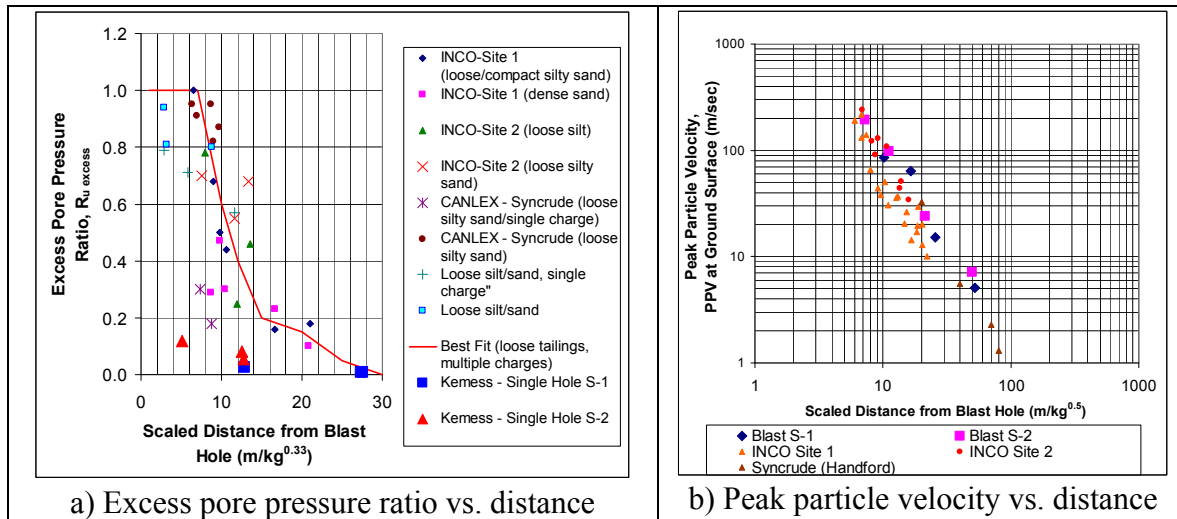 1.0
0.8
0.6
0.4
0.2
0.0
Excess Pore Pressure
Ratio, Ru excess
0
10
20
30
Scaled Distance from Blast
Hole (m/kg0.33)
INCO-Site 1
(loose/compact silty sand)
INCO-Site 1 (dense sand)
INCO-Site 2 (loose silt)
INCO-Site 2 (loose silty
sand)
CANLEX - Syncrude (loose
silty sand/single charge)
CANLEX - Syncrude (loose
silty sand)
Loose silt/sand, single
charge"
Loose silt/sand
Best Fit (loose tailings,
multiple charges)
Kemess - Single Hole S-1
Kemess - Single Hole S-2
a) Excess pore pressure ratio vs. distance
1000
100
10
1
Peak Particle Velocity,
PPV at Ground Surface (m/sec)
1
10
100
1000
Scaled Distance from Blast Hole (m/kg0.5)
Blast S-1
Blast S-2
INCO Site 1
INCO Site 2
Syncrude (Handford)
b) Peak particle velocity vs. distance